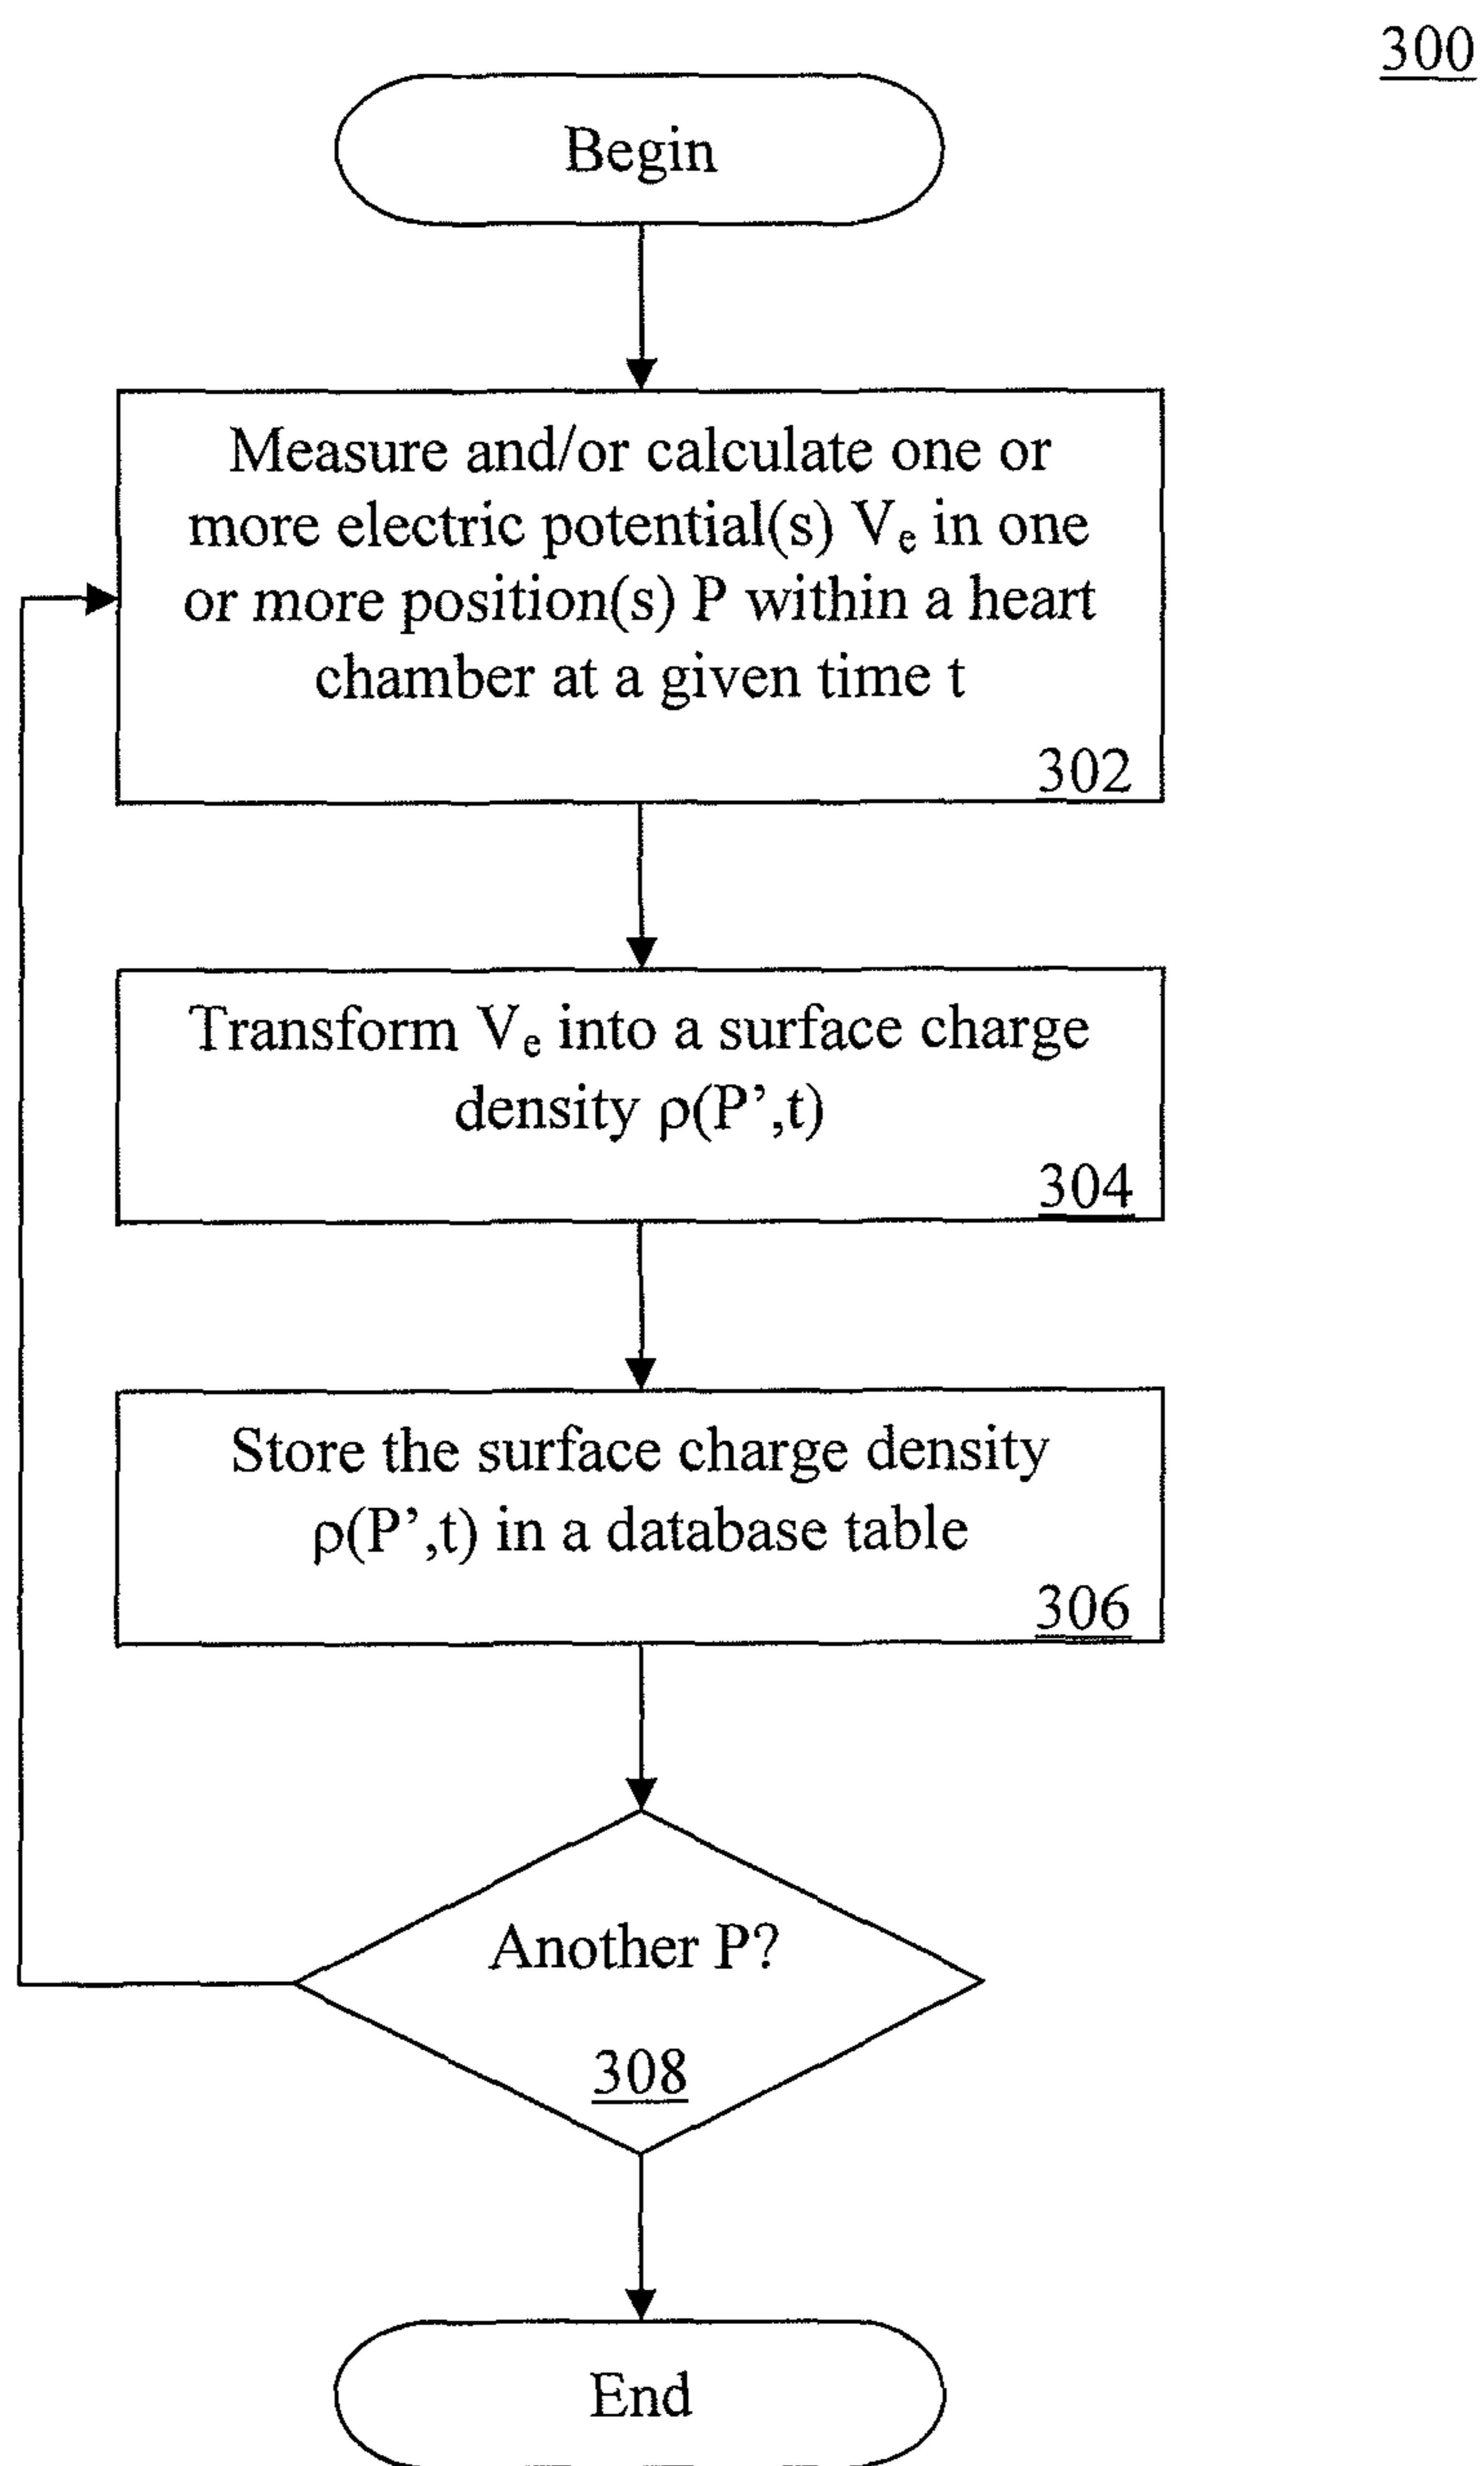 300
Begin
Measure and/or calculate one or
more electric potential(s) Vₑ in one
or more position(s) P within a heart
chamber at a given time t
302
Transform Vₑ into a surface charge
density ρ(P’,t)
304
Store the surface charge density
ρ(P’,t) in a database table
306
Another P?
308
End